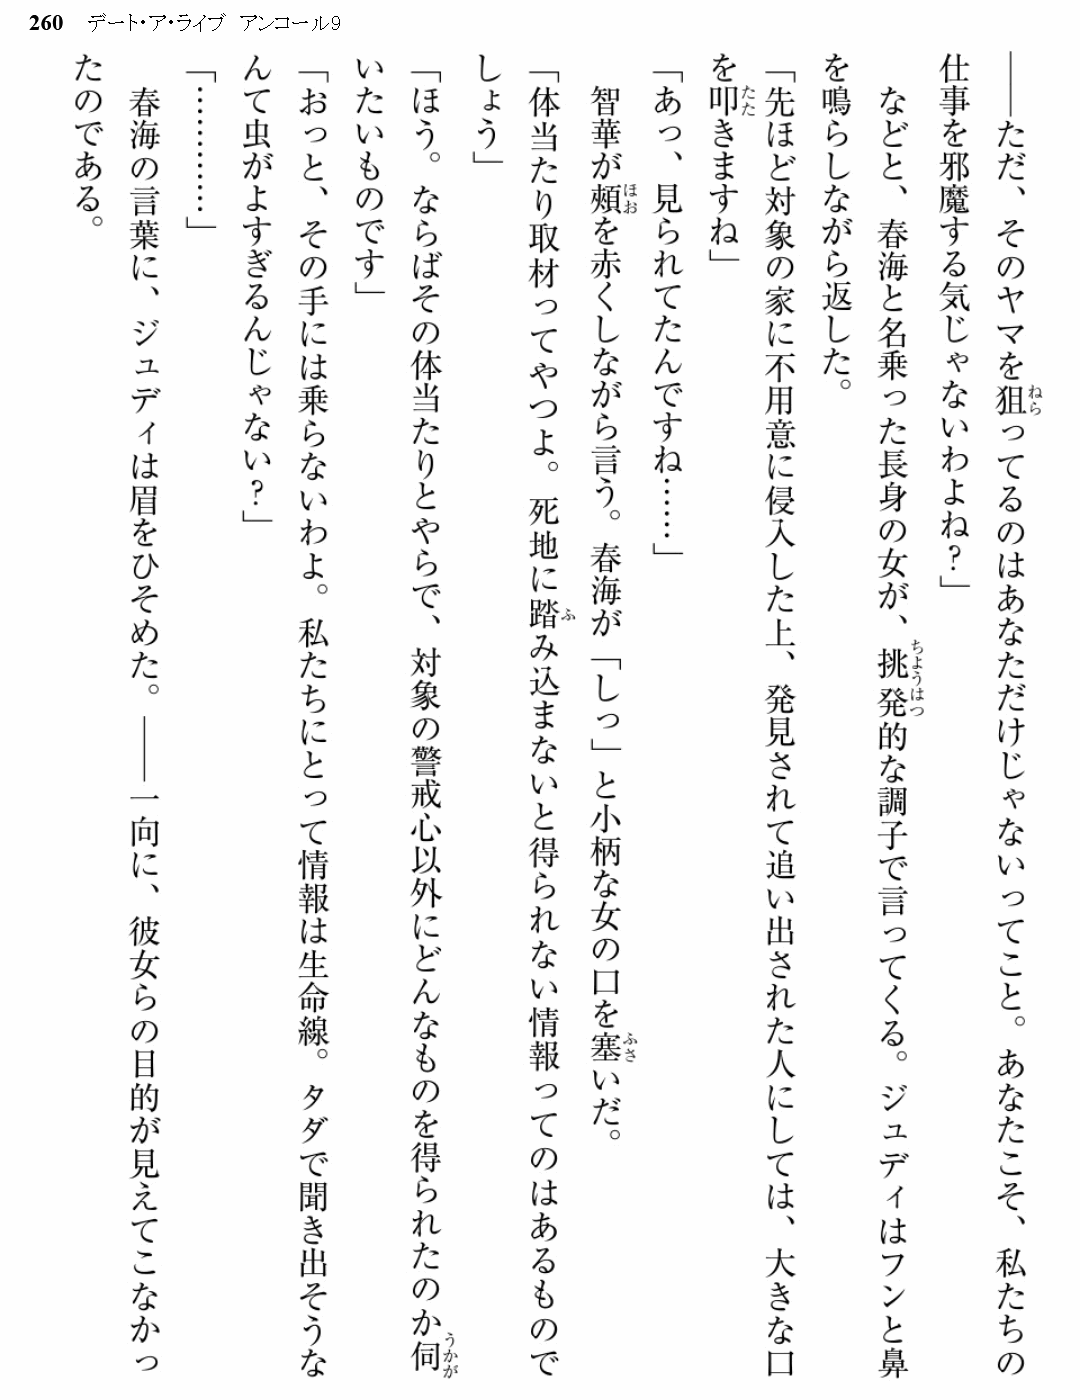 260 デート・ア・ライブ アンコール9
――ただ、そのヤマを狙ってるのはあなただけじゃないってこと。あなたこそ、私たちの
仕事を邪魔する気じゃないわよね?」
などと、春海と名乗った長身の女が、挑発的な調子で言ってくる。ジュディはフンと鼻
を鳴らしながら返した。
「先ほど対象の家に不用意に侵入した上、発見されて追い出された人にしては、大きな口
を叩きますね」
「あっ、見られてたんですね……」
智華が頰を赤くしながら言う。春海が「しっ」と小柄な女の口を塞いだ。
「体当たり取材ってやつよ。死地に踏み込まないと得られない情報ってのはあるもので
しょう」
「ほう。ならばその体当たりとやらで、対象の警戒心以外にどんなものを得られたのか伺
いたいものです」
「おっと、その手には乗らないわよ。私たちにとって情報は生命線。タダで聞き出そうな
んて虫がよすぎるんじゃない?」
「…………」
春海の言葉に、ジュディは眉をひそめた。――一向に、彼女らの目的が見えてこなかっ
たのである。